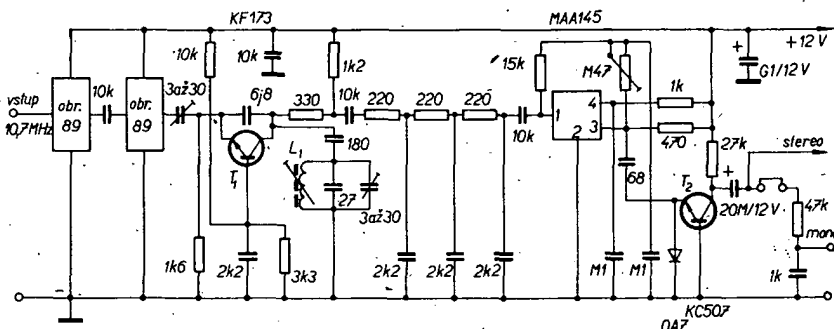 KF173
MAA145
10k
10k
1k2
15k
M47
+
+12 V
G1/12 V
vstup
10,7 MHz
obr.
89
10k
obr.
89
3až30
6j8
330
10k
220
220
220
10k
1
2
4
3
1k
470
27k
stereo
T1
L1
180
27
3až30
68
T2
+
20M/12 V
47k
mono
1k6
2k2
3k3
2k2
2k2
2k2
M1
M1
1k
KC507
OA7